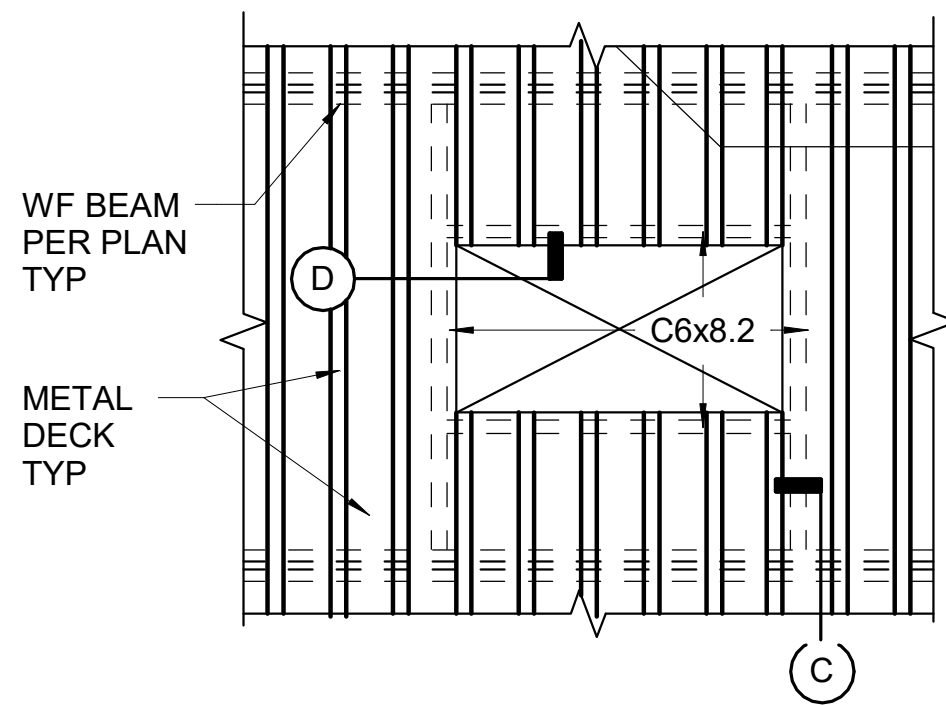 WF BEAM
PER PLAN
TYP
D
C6x8.2
METAL
DECK
TYP
C